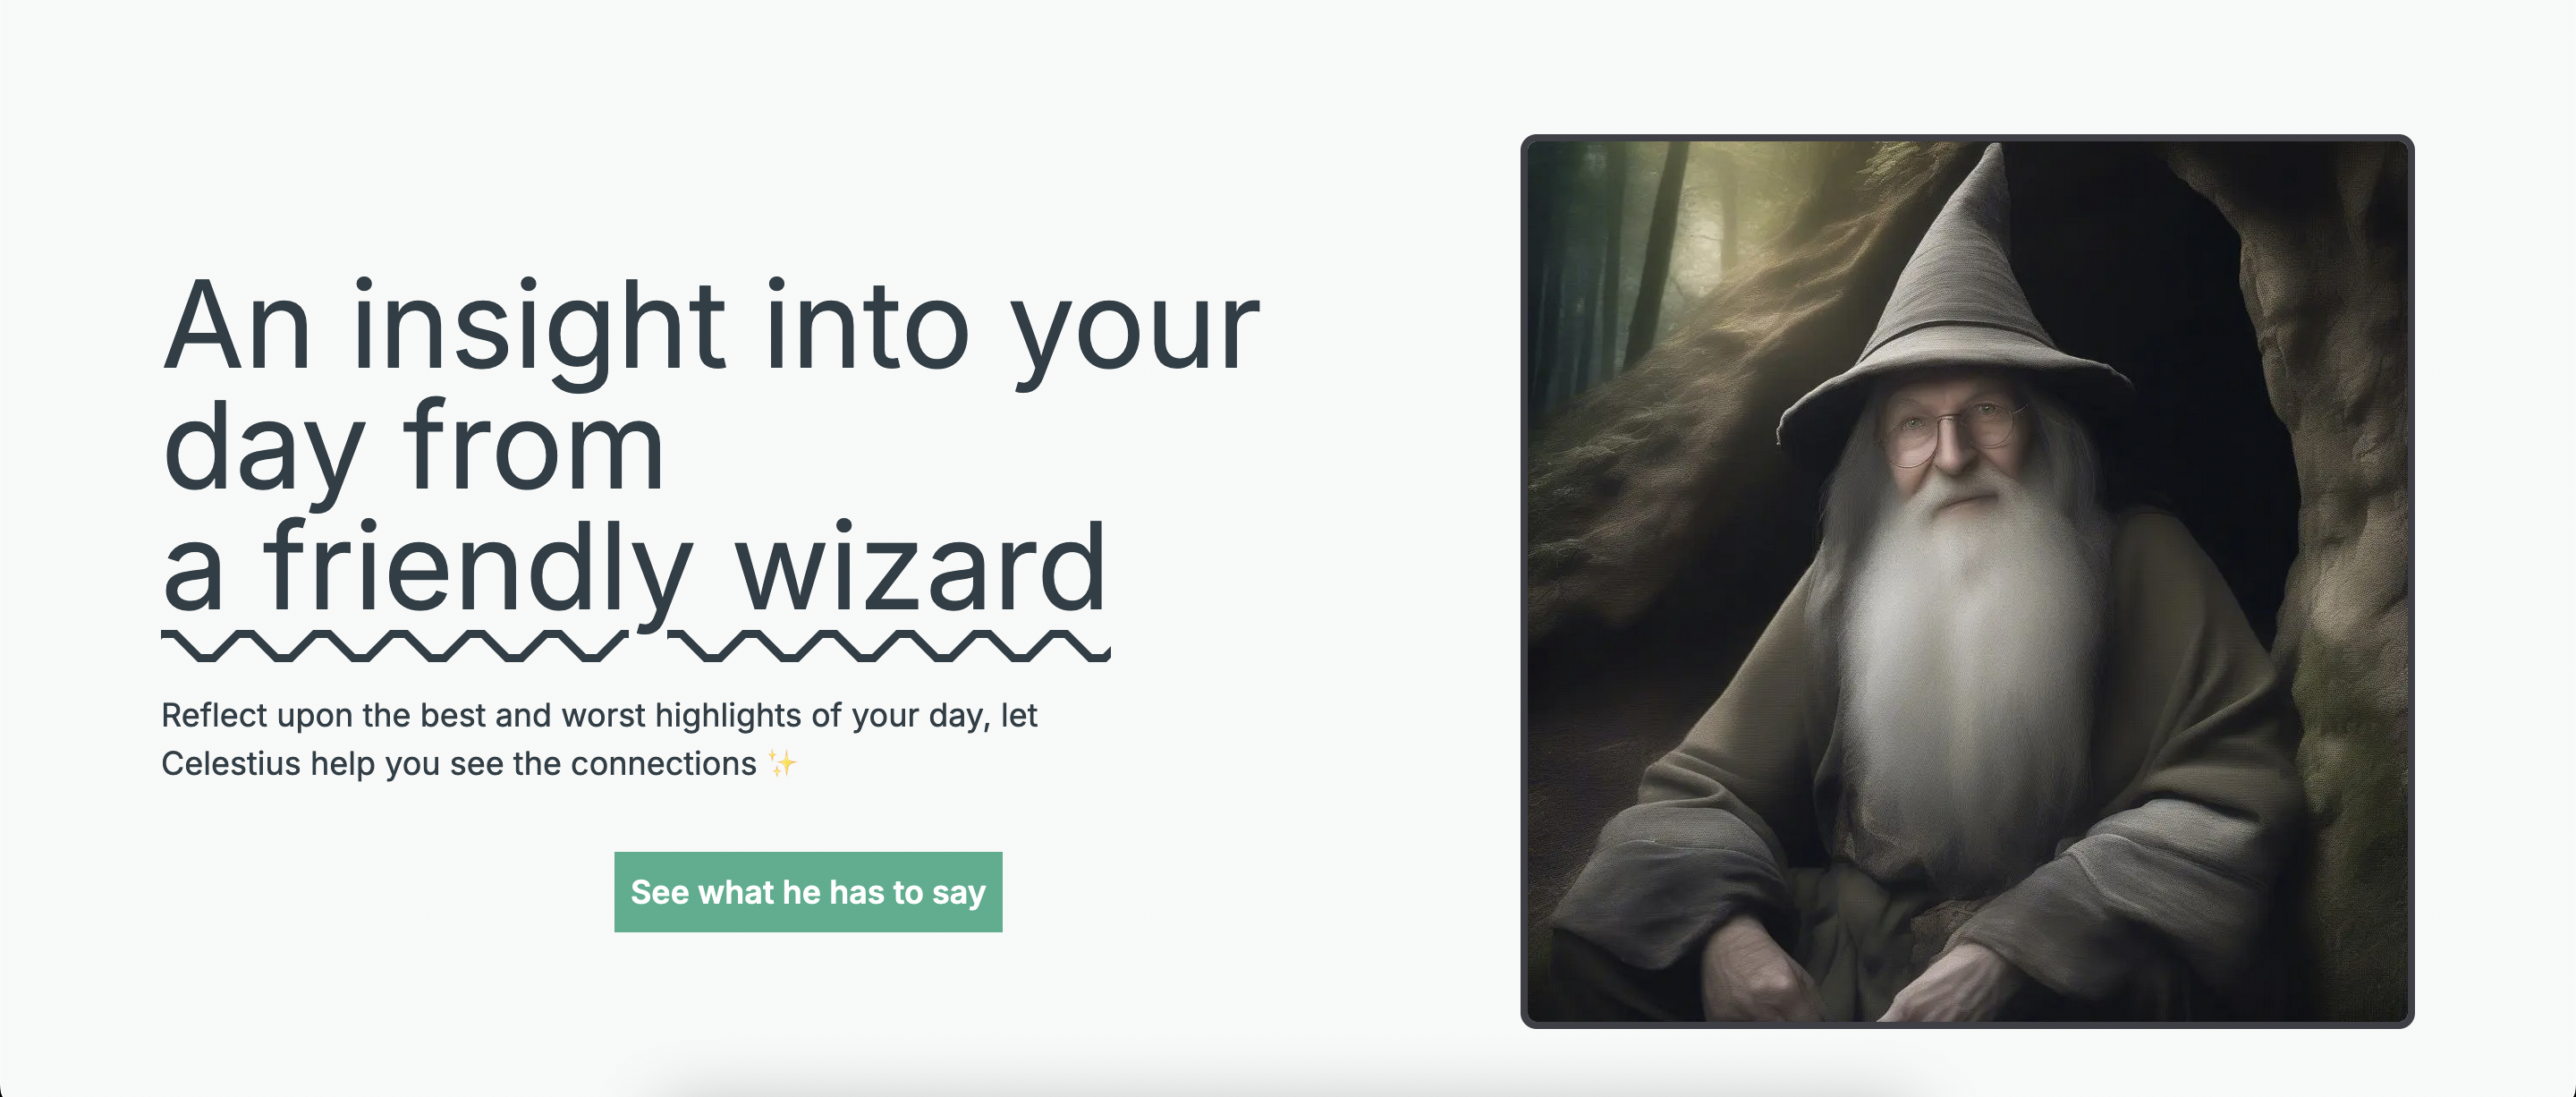 An insight into your
day from
a friendly wizard
Reflect upon the best and worst highlights of your day, let
Celestius help you see the connections ✨
See what he has to say